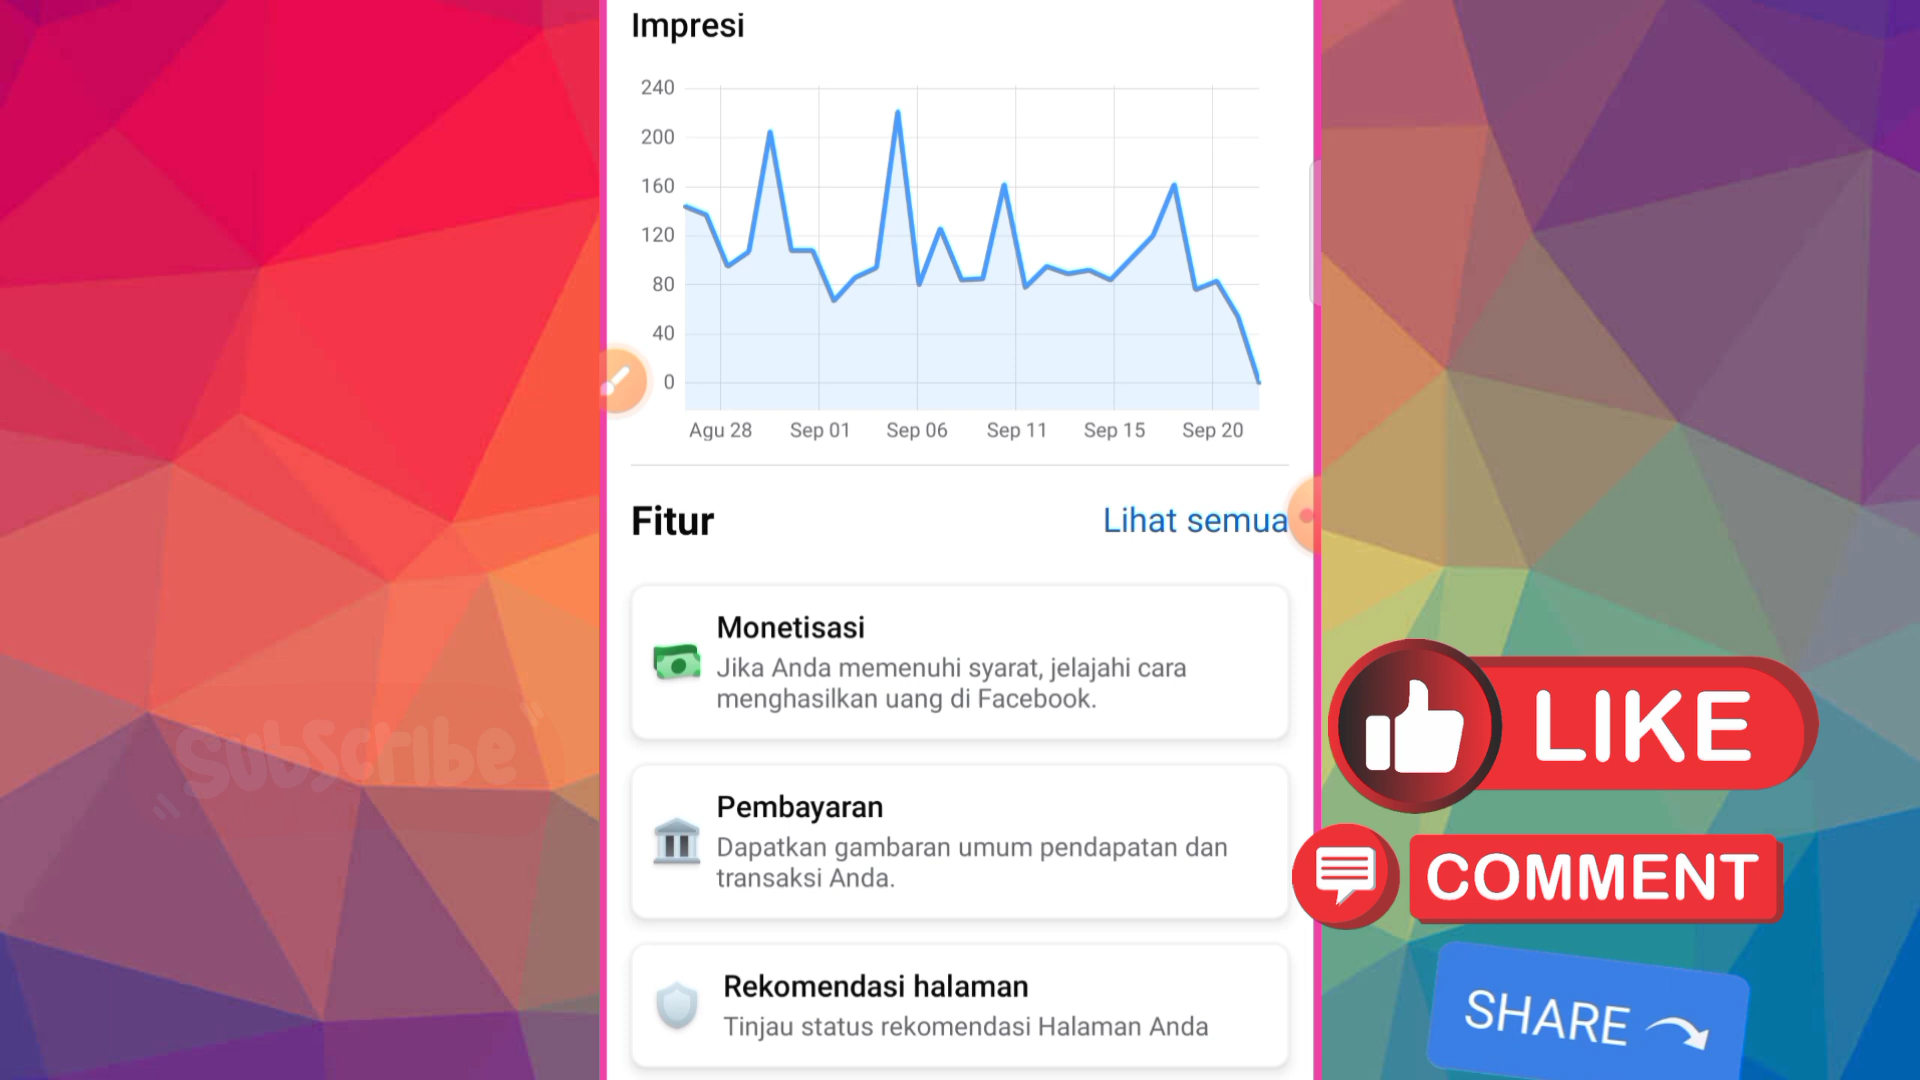 Impresi
240
200
160
120
80
40
0
Agu 28 Sep 01 Sep 06 Sep 11 Sep 15 Sep 20
Fitur Lihat semua
Monetisasi
Jika Anda memenuhi syarat, jelajahi cara
menghasilkan uang di Facebook.
Pembayaran
Dapatkan gambaran umum pendapatan dan
transaksi Anda.
Rekomendasi halaman
Tinjau status rekomendasi Halaman Anda
SubScribe
LIKE
COMMENT
SHARE